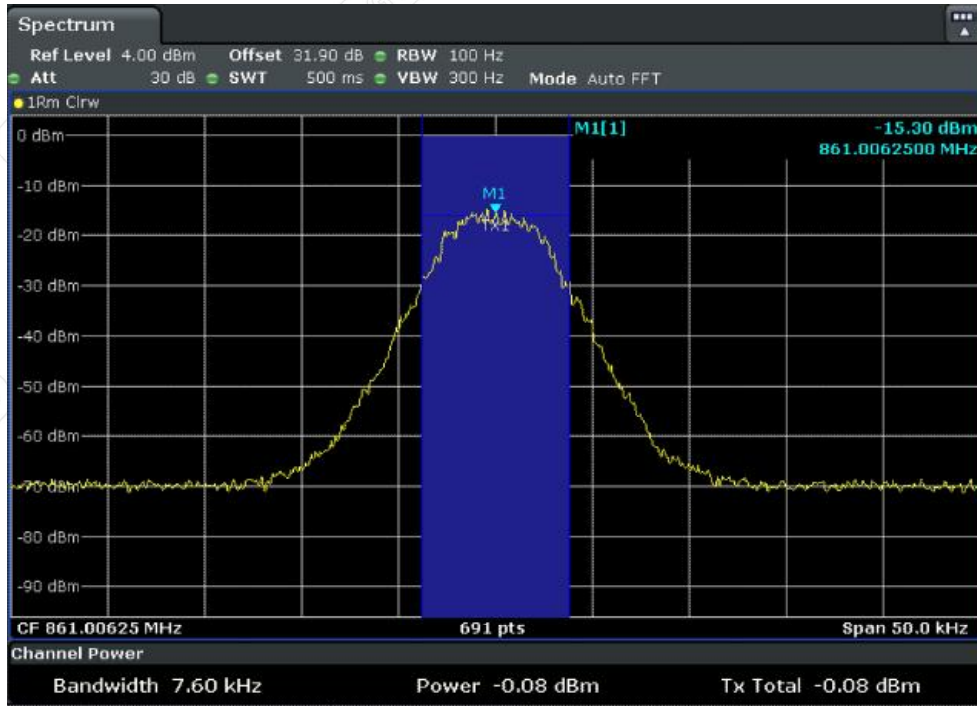 Spectrum
Ref Level 4.00 dBm Offset 31.90 dB RBW 100 Hz
Att 30 dB SWT 500 ms VBW 300 Hz Mode Auto FFT
1Rm Clrw
M1[1] -15.30 dBm
861.0062500 MHz
0 dBm
-10 dBm
M1
-20 dBm
TX1
-30 dBm
-40 dBm
-50 dBm
-60 dBm
-70 dBm
-80 dBm
-90 dBm
CF 861.00625 MHz 691 pts Span 50.0 kHz
Channel Power
Bandwidth 7.60 kHz Power -0.08 dBm Tx Total -0.08 dBm